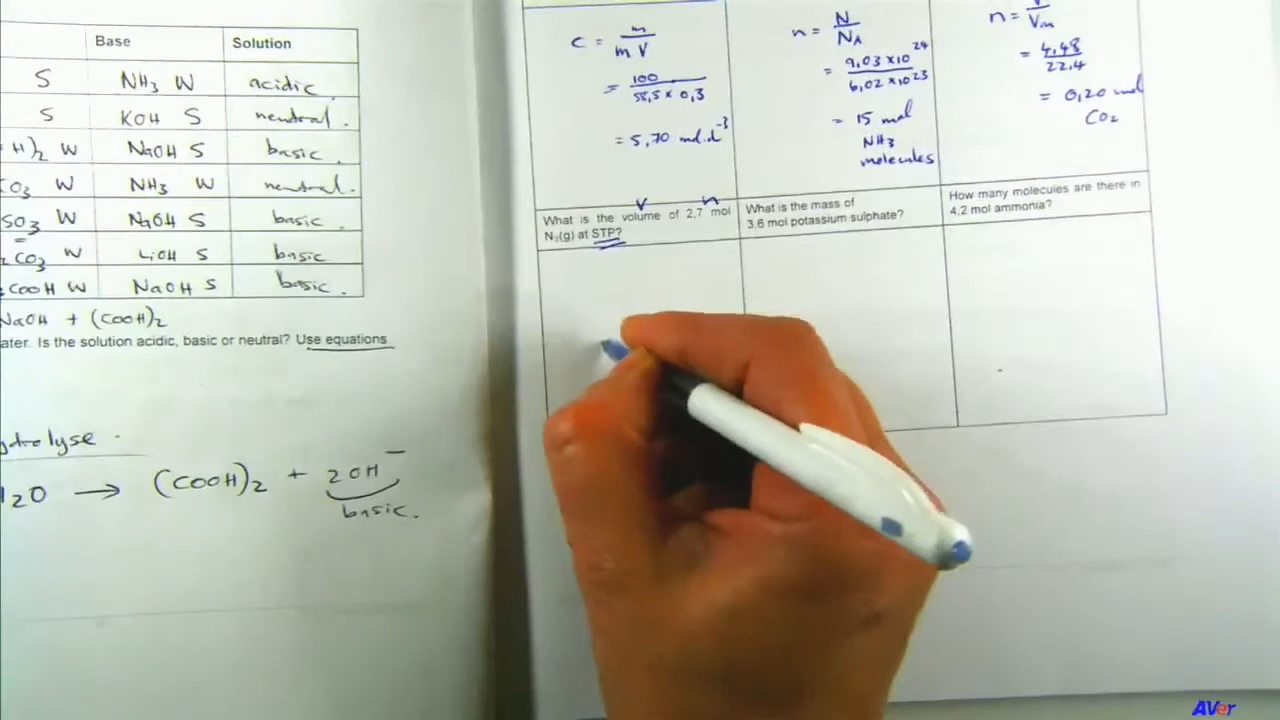 Base Solution
S NH3 W acidic
S KOH S neutral.
H)2 W NaOH S basic.
CO3 W NH3 W neutral.
SO3 W NaOH S basic.
2CO3 W LiOH S basic
COOH W NaOH S basic.
NaOH + (COOH)2
ater. Is the solution acidic, basic or neutral? Use equations
ydrolyse.
H2O → (COOH)2 + 2OH⁻
basic.
c = m / mV
= 100 / 58,5 × 0,3
= 5,70 mol.d⁻³
n = N / NA
= 9,03 ×10²⁴ / 6,02 ×10²³
= 15 mol
NH3
molecules
n = V / Vm
= 4,48 / 22,4
= 0,20 mol
CO2
V n
What is the volume of 2,7 mol
N2(g) at STP?
What is the mass of
3,6 mol potassium sulphate?
How many molecules are there in
4,2 mol ammonia?
AVer